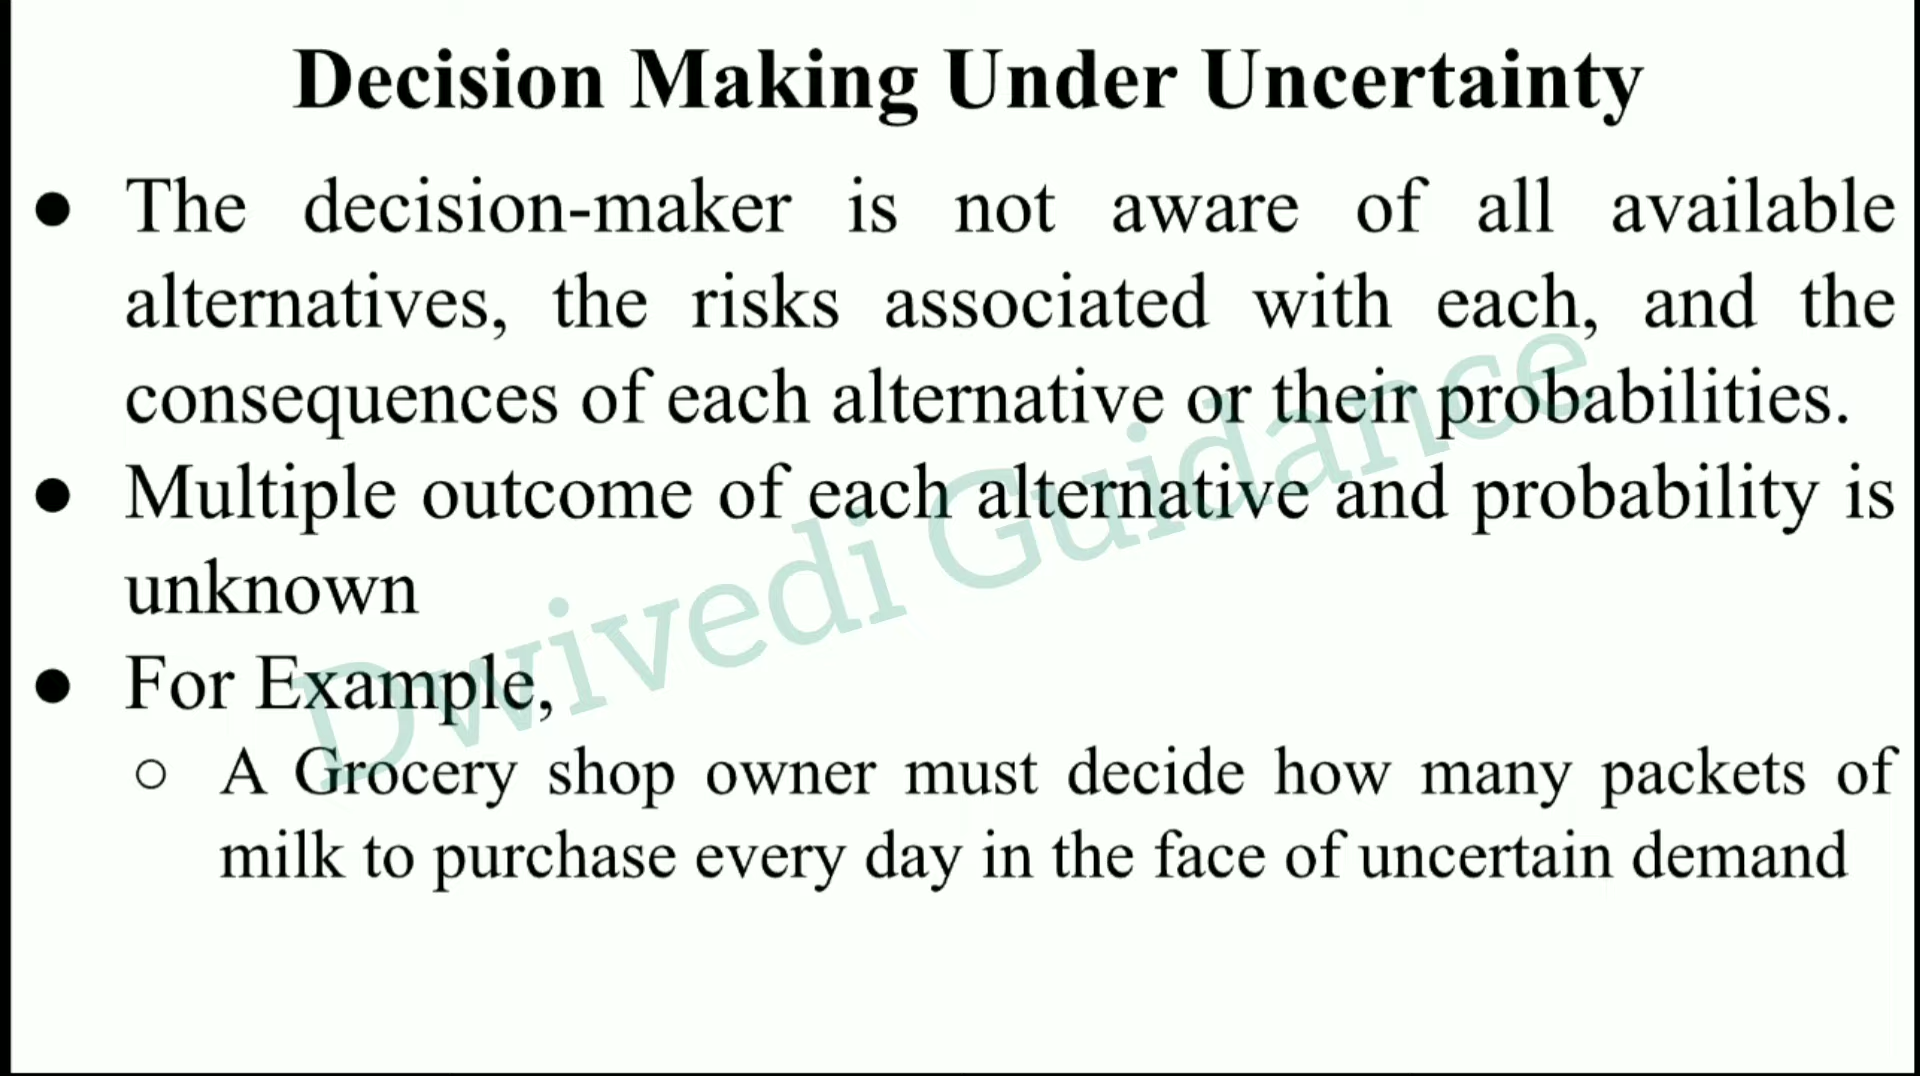 Decision Making Under Uncertainty
● The decision-maker is not aware of all available
alternatives, the risks associated with each, and the
consequences of each alternative or their probabilities.
● Multiple outcome of each alternative and probability is
unknown
● For Example,
○ A Grocery shop owner must decide how many packets of
milk to purchase every day in the face of uncertain demand
Dwivedi Guidance